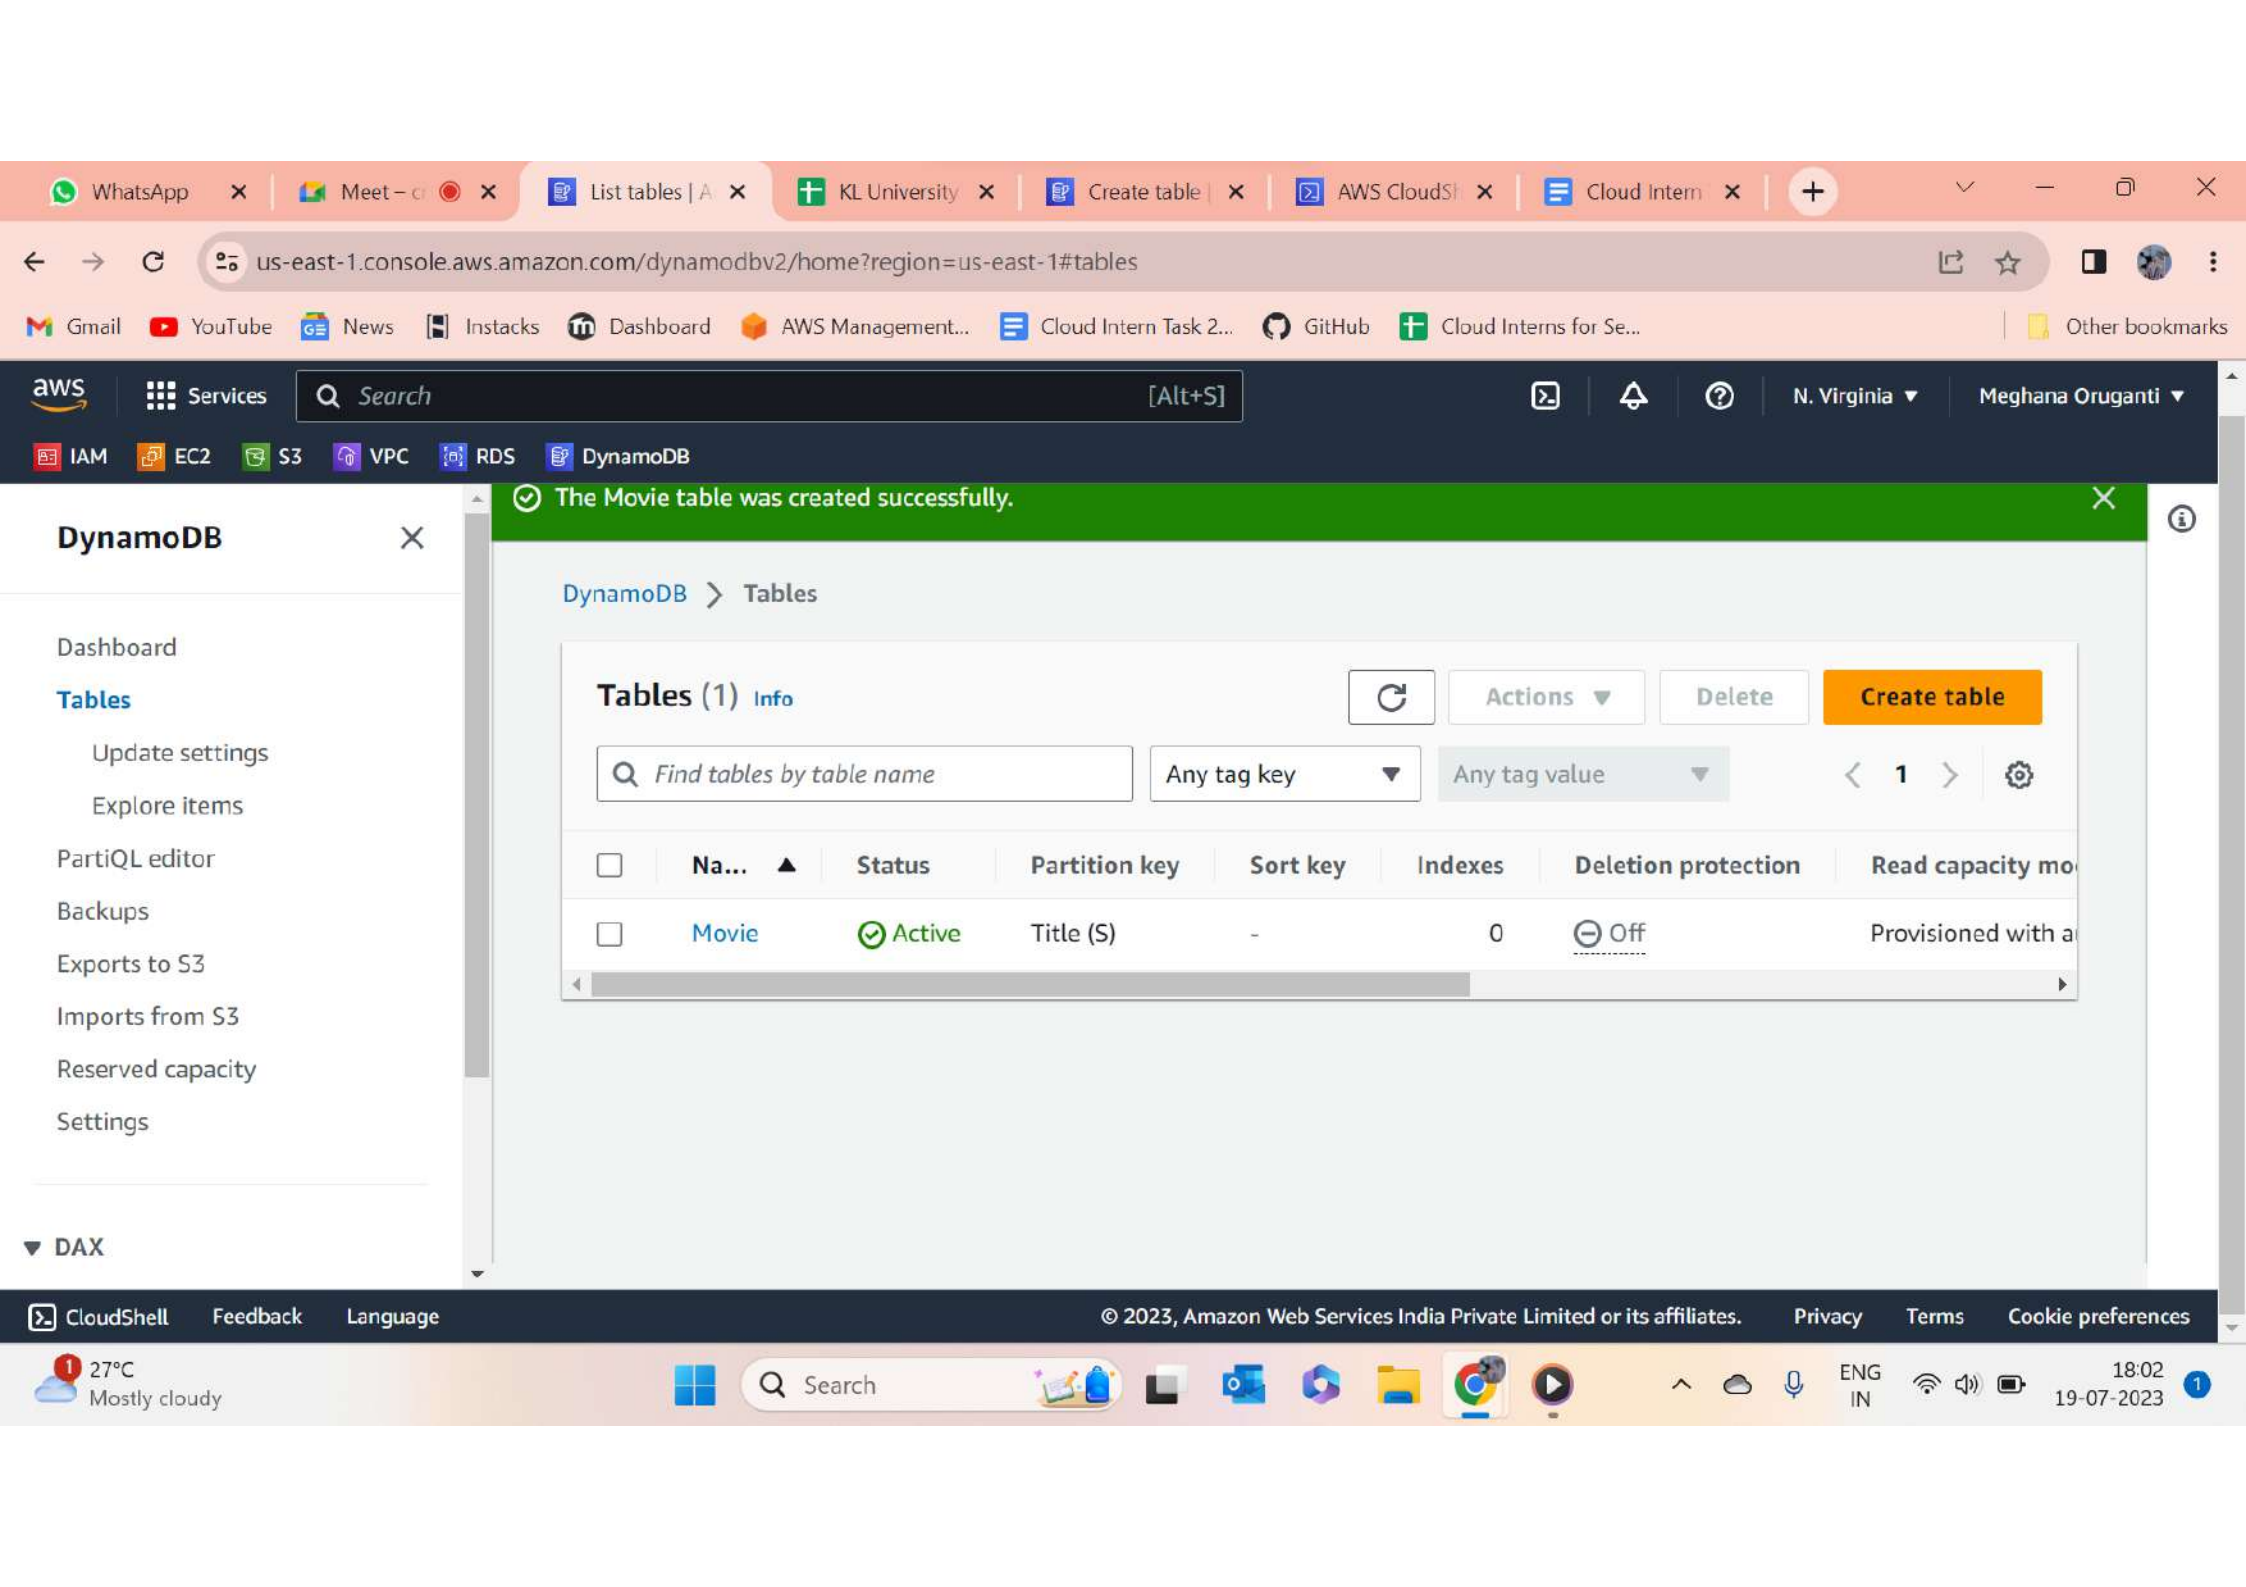 WhatsApp
Meet – c
List tables | A
KL University
Create table |
AWS CloudSh
Cloud Intern
us-east-1.console.aws.amazon.com/dynamodbv2/home?region=us-east-1#tables
Gmail YouTube News Instacks Dashboard AWS Management... Cloud Intern Task 2... GitHub Cloud Interns for Se... Other bookmarks
aws Services Search [Alt+S] N. Virginia Meghana Oruganti
IAM EC2 S3 VPC RDS DynamoDB
The Movie table was created successfully.
DynamoDB
Dashboard
Tables
Update settings
Explore items
PartiQL editor
Backups
Exports to S3
Imports from S3
Reserved capacity
Settings
DAX
DynamoDB > Tables
Tables (1) Info Actions Delete Create table
Find tables by table name Any tag key Any tag value 1
Na... Status Partition key Sort key Indexes Deletion protection Read capacity mo
Movie Active Title (S) - 0 Off Provisioned with a
CloudShell Feedback Language © 2023, Amazon Web Services India Private Limited or its affiliates. Privacy Terms Cookie preferences
1 27°C
Mostly cloudy
Search
ENG
IN
18:02
19-07-2023
1